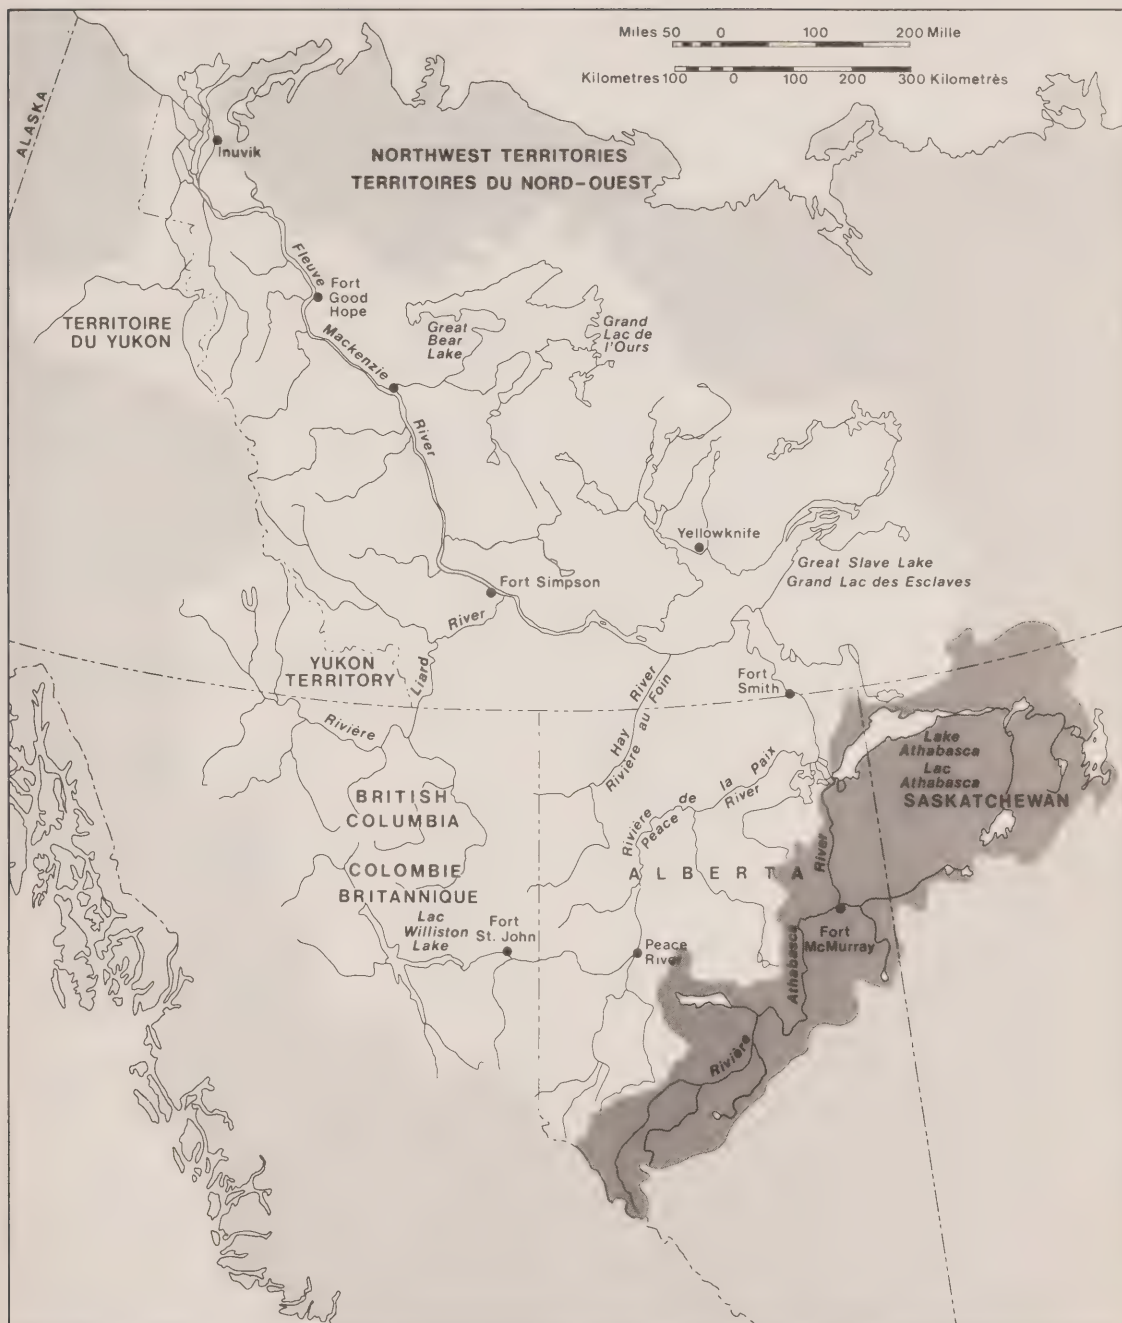 Miles 50 0 100 200 Mille
Kilometres 100 0 100 200 300 Kilometrés
ALASKA
Inuvik
NORTHWEST TERRITORIES
TERRITOIRES DU NORD-OUEST
Fleuve
Fort
Good
Hope
TERRITOIRE
DU YUKON
Mackenzie
Great
Bear
Lake
Grand
Lac de
l'Ours
River
Yellowknife
Great Slave Lake
Grand Lac des Esclaves
Fort Simpson
River
Liard
Rivière
YUKON
TERRITORY
Hay River
Rivière au Foin
Fort
Smith
Lake
Athabasca
Lac
Athabasca
SASKATCHEWAN
Rivière de la Paix
Peace River
BRITISH
COLUMBIA
COLOMBIE
BRITANNIQUE
ALBERTA
River
Lac
Williston
Lake
Fort
St. John
Peace
River
Fort
McMurray
Athabasca
Rivière